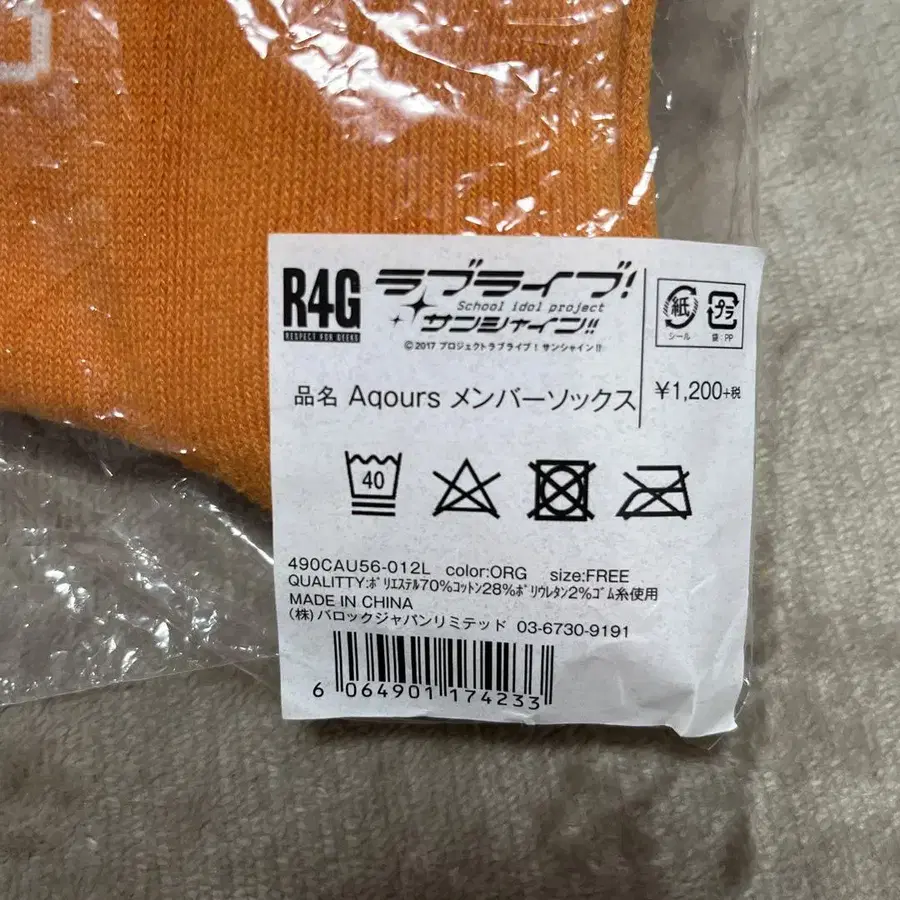 R4G
RESPECT FOR GEEKS
ラブライブ!
School idol project
サンシャイン!!
©2017 プロジェクトラブライブ! サンシャイン!!
紙
シール
プラ
袋:PP
品名 Aqours メンバーソックス
¥1,200+税
40
490CAU56-012L color:ORG size:FREE
QUALITTY:ポリエステル70%コットン28%ポリウレタン2%ゴム糸使用
MADE IN CHINA
(株)バロックジャパンリミテッド 03-6730-9191
6 064901 174233